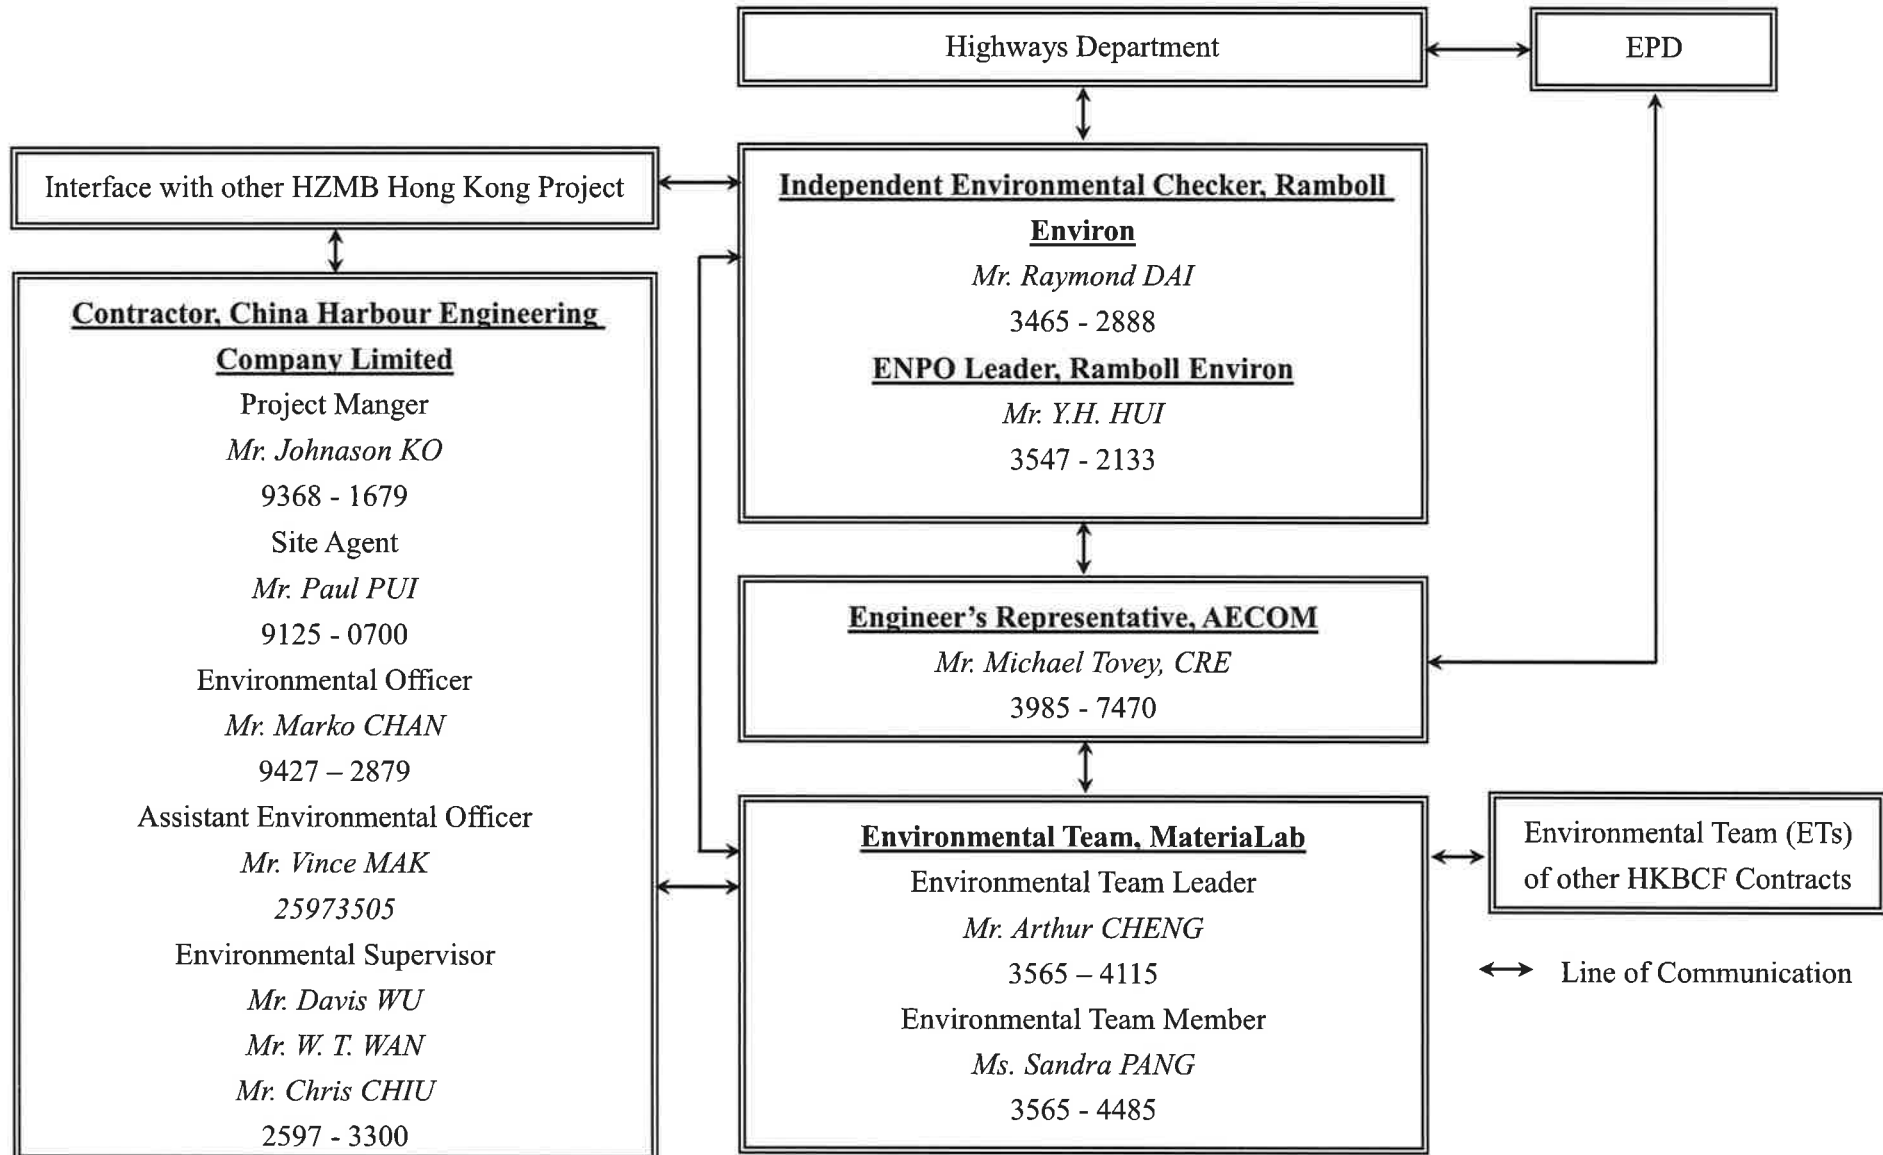 Highways Department
EPD
Interface with other HZMB Hong Kong Project
Independent Environmental Checker, Ramboll
Environ
Mr. Raymond DAI
3465 - 2888
ENPO Leader, Ramboll Environ
Mr. Y.H. HUI
3547 - 2133
Contractor, China Harbour Engineering
Company Limited
Project Manger
Mr. Johnason KO
9368 - 1679
Site Agent
Mr. Paul PUI
9125 - 0700
Environmental Officer
Mr. Marko CHAN
9427 – 2879
Assistant Environmental Officer
Mr. Vince MAK
25973505
Environmental Supervisor
Mr. Davis WU
Mr. W. T. WAN
Mr. Chris CHIU
2597 - 3300
Engineer’s Representative, AECOM
Mr. Michael Tovey, CRE
3985 - 7470
Environmental Team, MateriaLab
Environmental Team Leader
Mr. Arthur CHENG
3565 – 4115
Environmental Team Member
Ms. Sandra PANG
3565 - 4485
Environmental Team (ETs)
of other HKBCF Contracts
Line of Communication